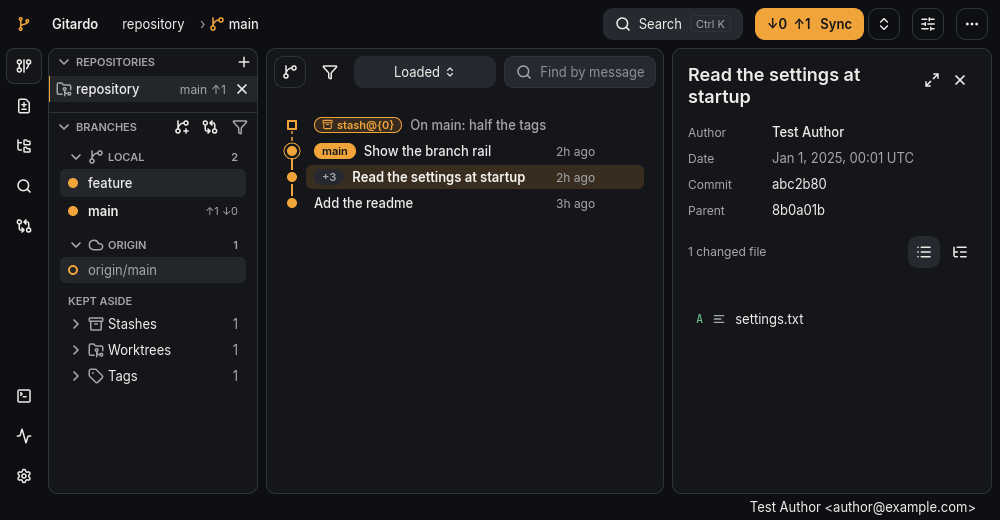 Gitardo repository › main Search Ctrl K ↓0 ↑1 Sync
REPOSITORIES
repository main ↑1
BRANCHES
LOCAL 2
feature
main ↑1 ↓0
ORIGIN 1
origin/main
KEPT ASIDE
Stashes 1
Worktrees 1
Tags 1
Loaded Find by message
stash@{0} On main: half the tags
main Show the branch rail 2h ago
+3 Read the settings at startup 2h ago
Add the readme 3h ago
Read the settings at
startup
Author Test Author
Date Jan 1, 2025, 00:01 UTC
Commit abc2b80
Parent 8b0a01b
1 changed file
A settings.txt
Test Author <author@example.com>